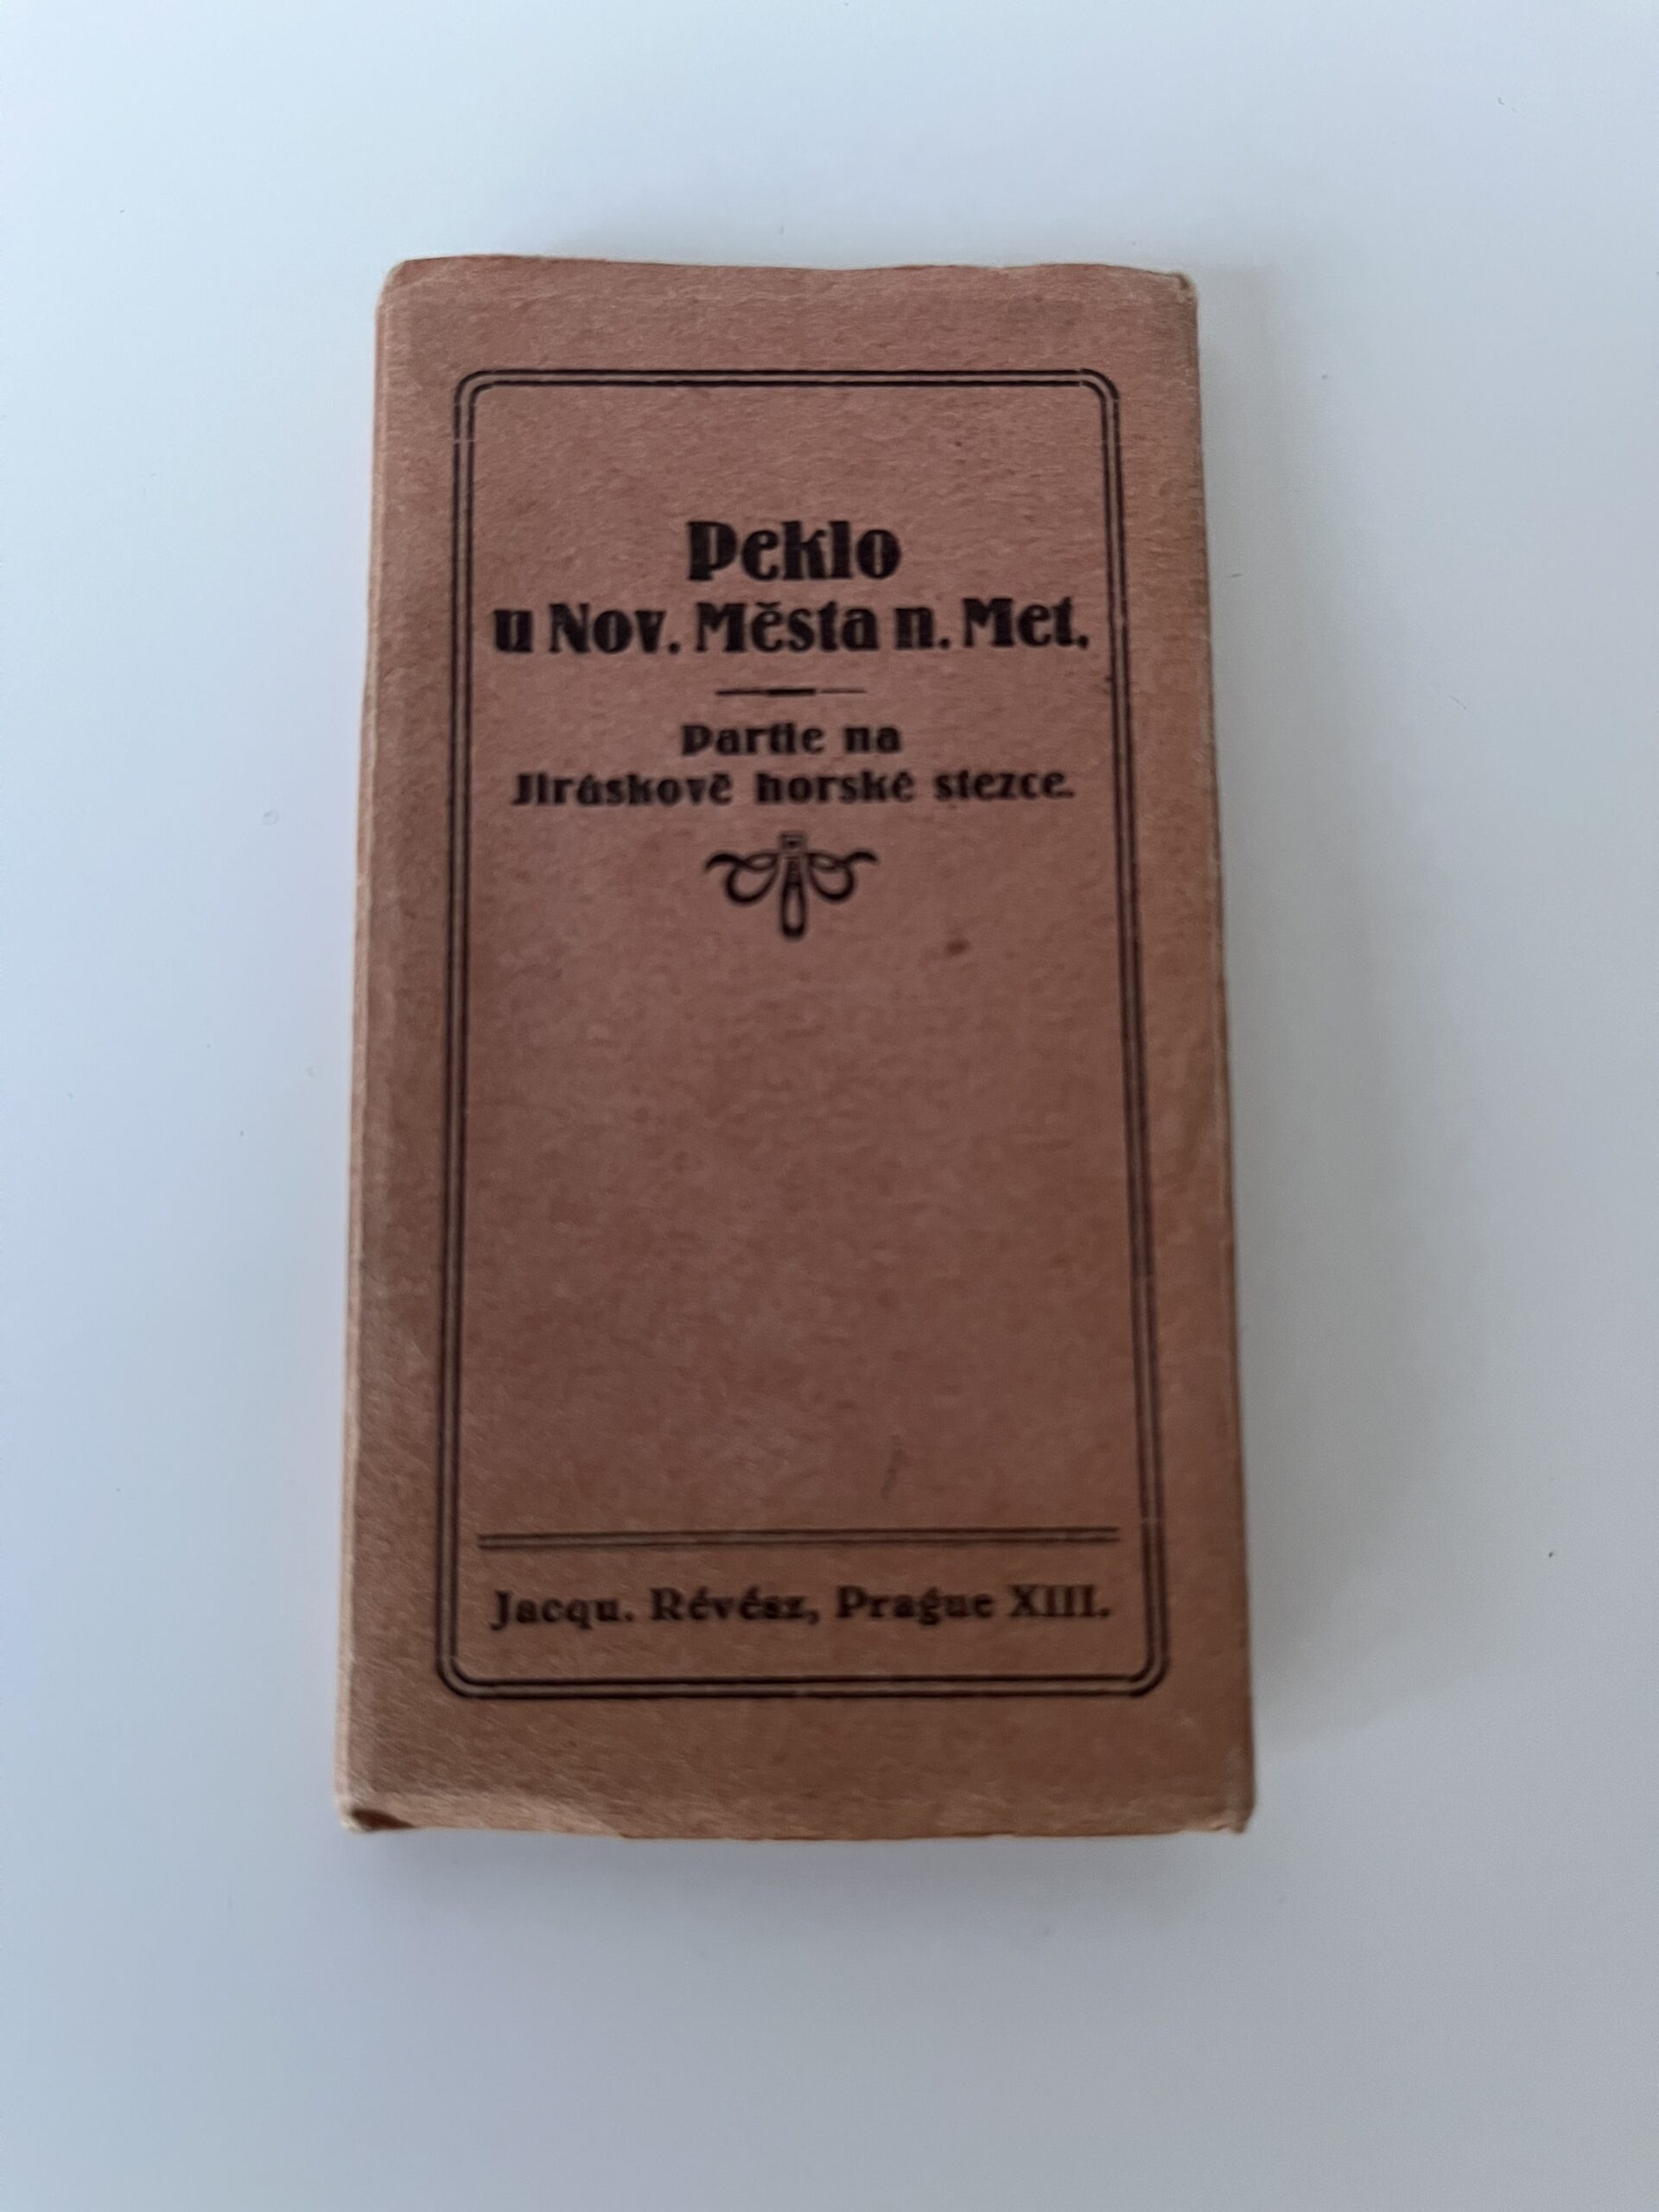 Peklo
u Nov. Města n. Met.
Partie na
Jiráskově horské stezce.
Jacqu. Révész, Prague XIII.